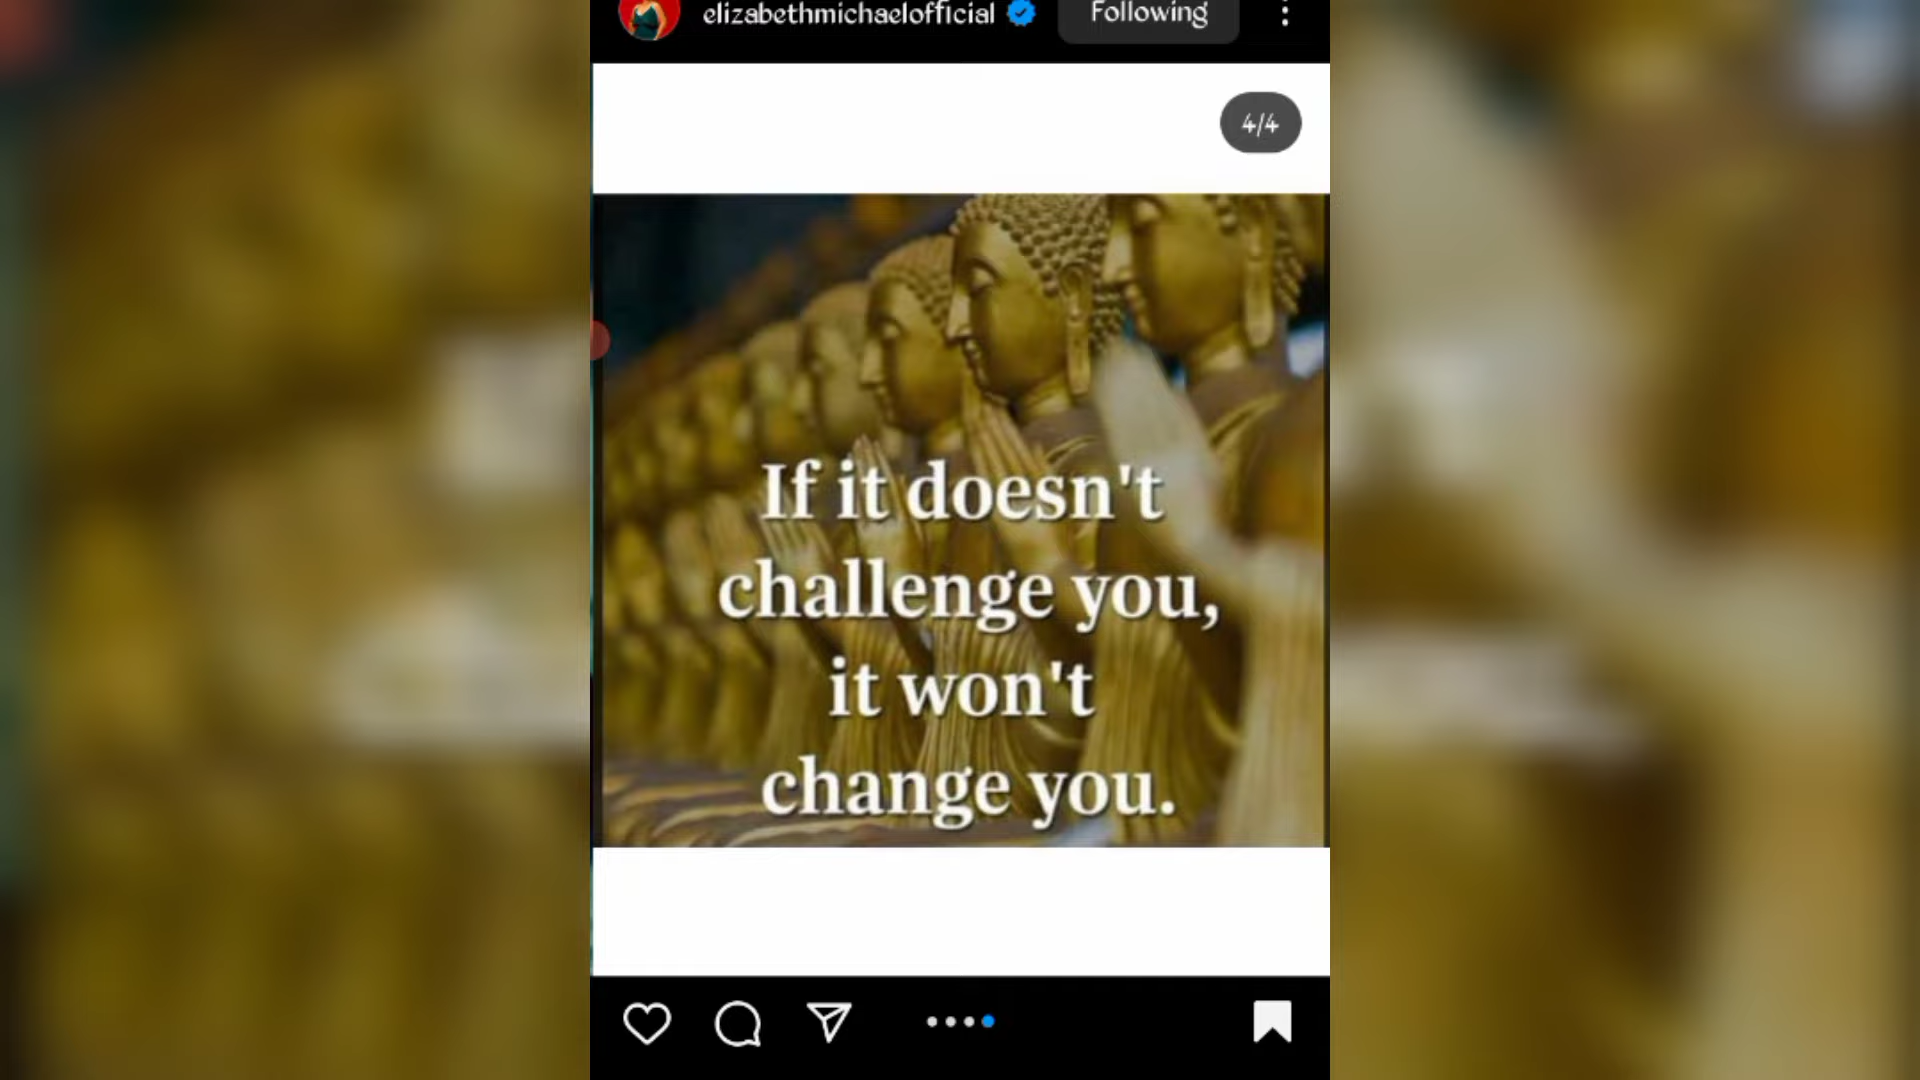 elizabethmichaelofficial Following
4/4
If it doesn't
challenge you,
it won't
change you.